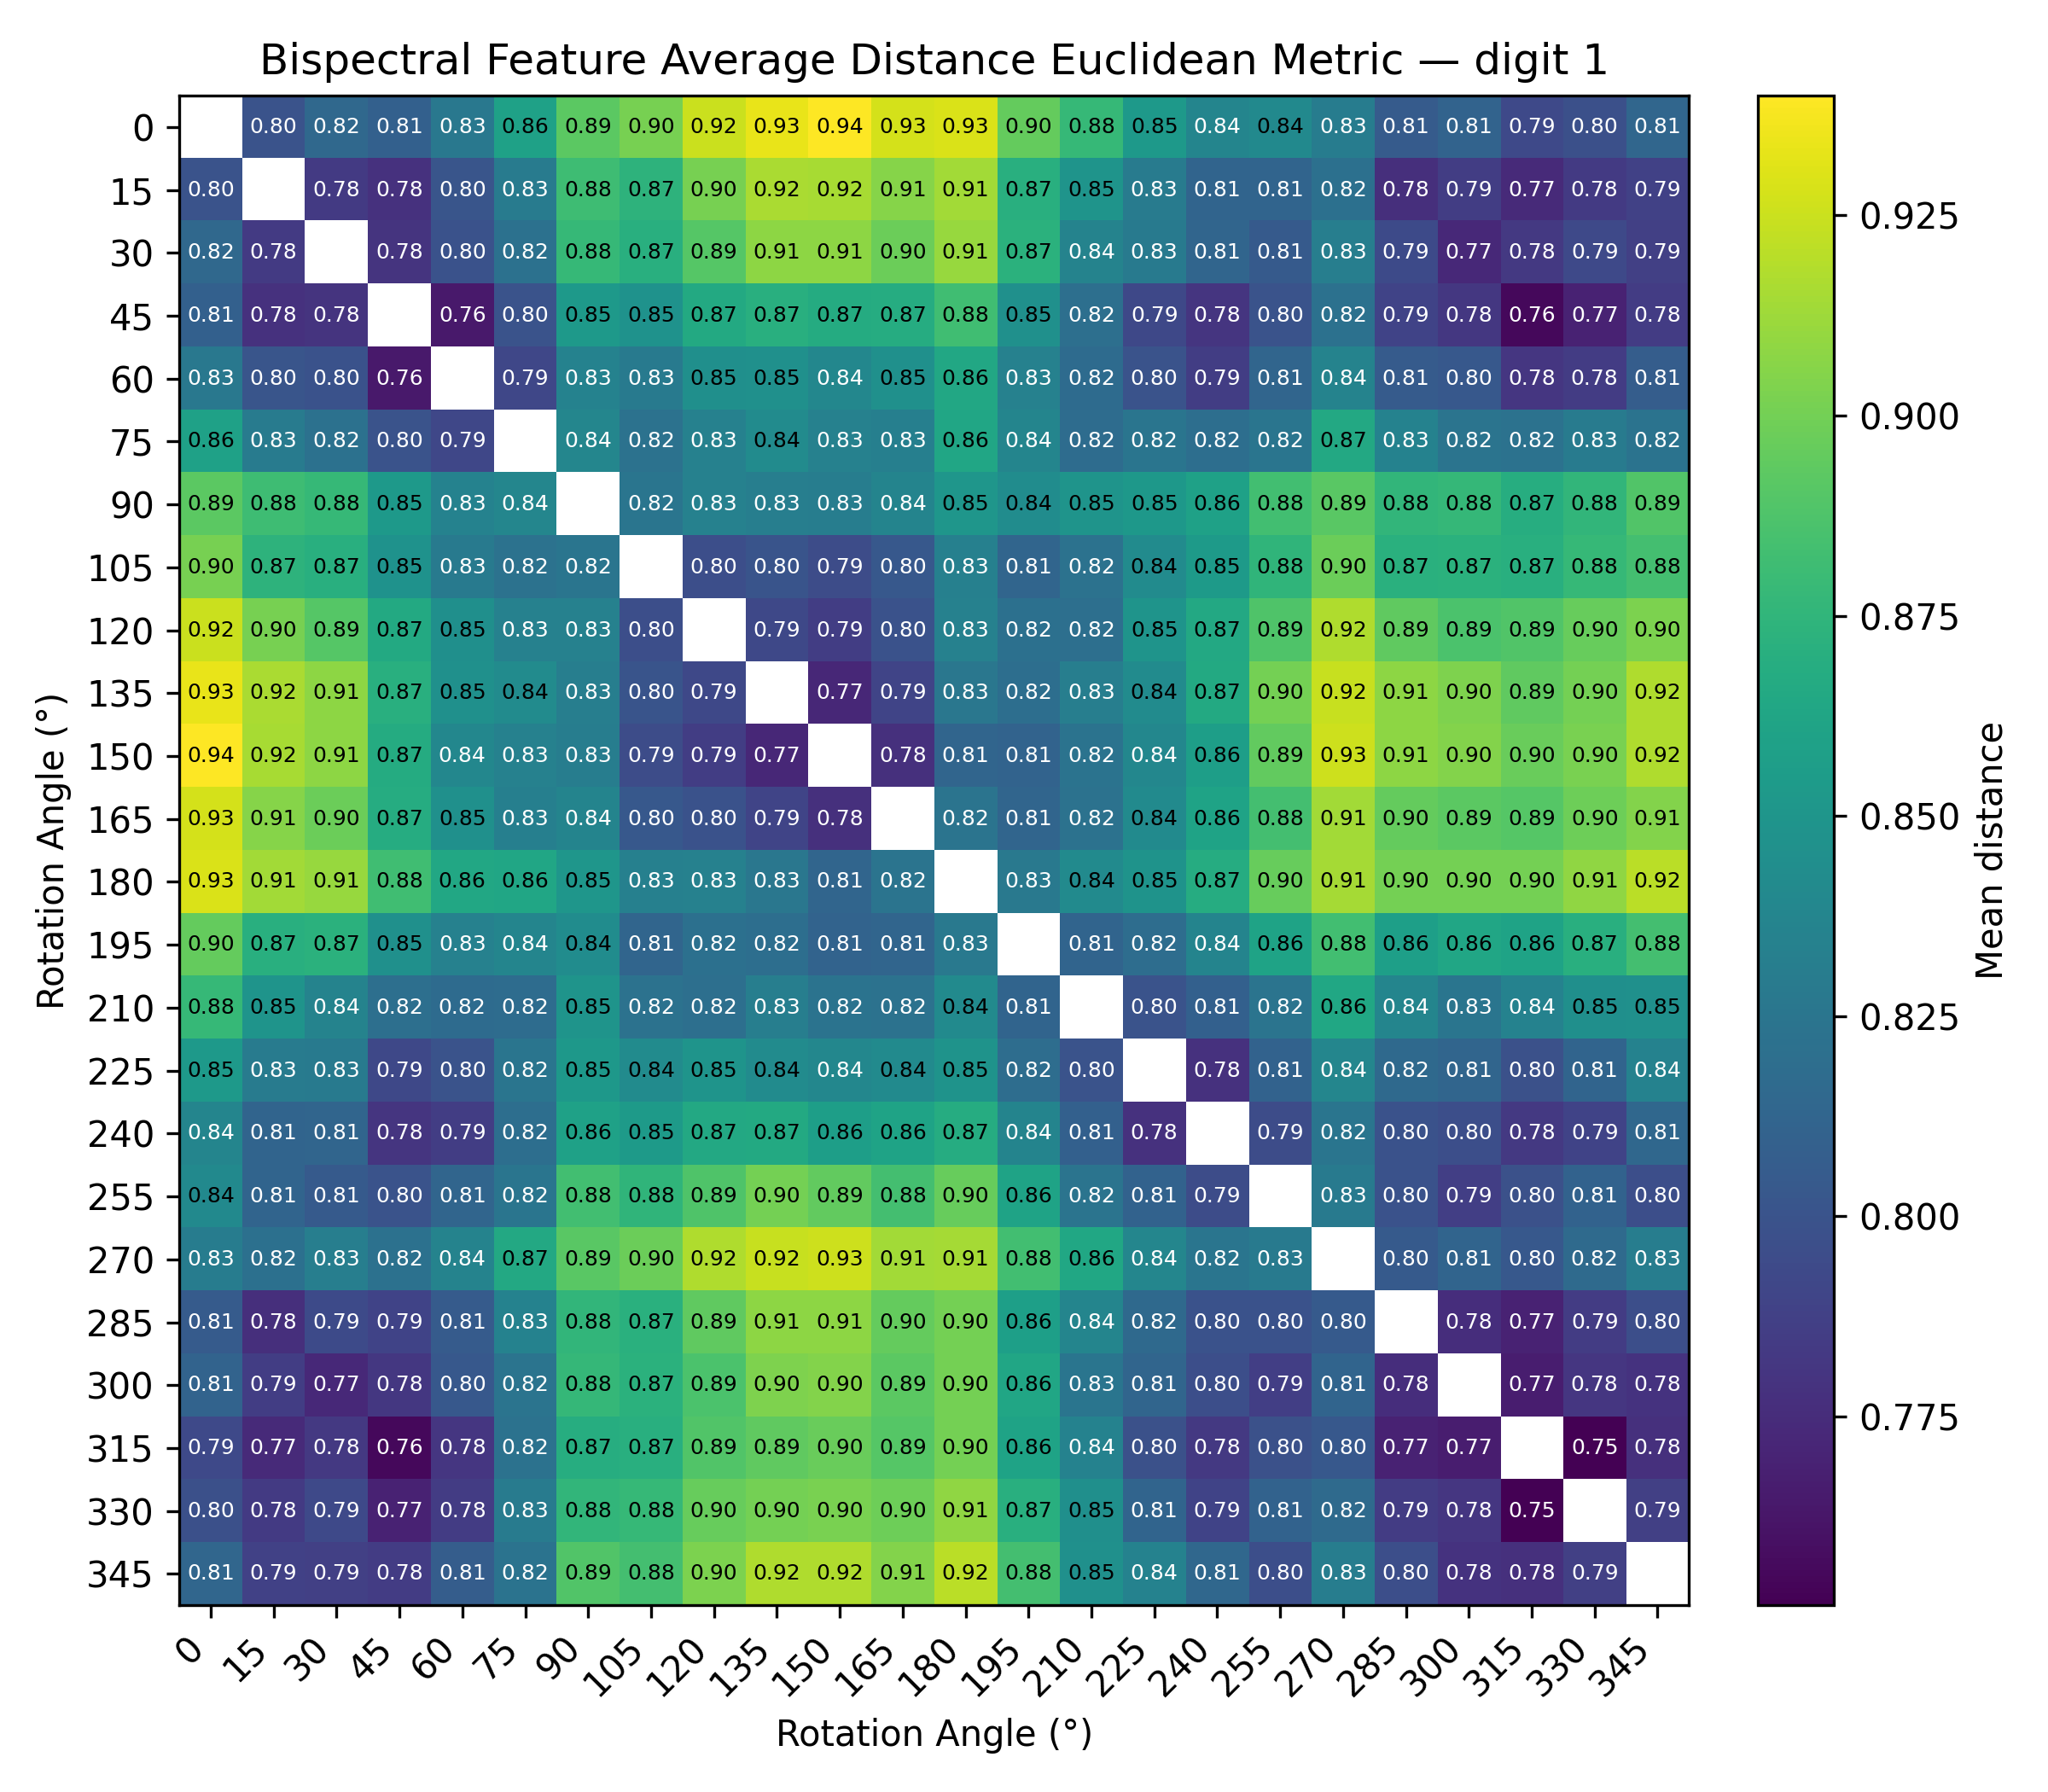 Bispectral Feature Average Distance Euclidean Metric — digit 1
0 0.80 0.82 0.81 0.83 0.86 0.89 0.90 0.92 0.93 0.94 0.93 0.93 0.90 0.88 0.85 0.84 0.84 0.83 0.81 0.81 0.79 0.80 0.81
15 0.80 0.78 0.78 0.80 0.83 0.88 0.87 0.90 0.92 0.92 0.91 0.91 0.87 0.85 0.83 0.81 0.81 0.82 0.78 0.79 0.77 0.78 0.79
30 0.82 0.78 0.78 0.80 0.82 0.88 0.87 0.89 0.91 0.91 0.90 0.91 0.87 0.84 0.83 0.81 0.81 0.83 0.79 0.77 0.78 0.79 0.79
45 0.81 0.78 0.78 0.76 0.80 0.85 0.85 0.87 0.87 0.87 0.87 0.88 0.85 0.82 0.79 0.78 0.80 0.82 0.79 0.78 0.76 0.77 0.78
60 0.83 0.80 0.80 0.76 0.79 0.83 0.83 0.85 0.85 0.84 0.85 0.86 0.83 0.82 0.80 0.79 0.81 0.84 0.81 0.80 0.78 0.78 0.81
75 0.86 0.83 0.82 0.80 0.79 0.84 0.82 0.83 0.84 0.83 0.83 0.86 0.84 0.82 0.82 0.82 0.82 0.87 0.83 0.82 0.82 0.83 0.82
90 0.89 0.88 0.88 0.85 0.83 0.84 0.82 0.83 0.83 0.83 0.84 0.85 0.84 0.85 0.85 0.86 0.88 0.89 0.88 0.88 0.87 0.88 0.89
105 0.90 0.87 0.87 0.85 0.83 0.82 0.82 0.80 0.80 0.79 0.80 0.83 0.81 0.82 0.84 0.85 0.88 0.90 0.87 0.87 0.87 0.88 0.88
120 0.92 0.90 0.89 0.87 0.85 0.83 0.83 0.80 0.79 0.79 0.80 0.83 0.82 0.82 0.85 0.87 0.89 0.92 0.89 0.89 0.89 0.90 0.90
135 0.93 0.92 0.91 0.87 0.85 0.84 0.83 0.80 0.79 0.77 0.79 0.83 0.82 0.83 0.84 0.87 0.90 0.92 0.91 0.90 0.89 0.90 0.92
150 0.94 0.92 0.91 0.87 0.84 0.83 0.83 0.79 0.79 0.77 0.78 0.81 0.81 0.82 0.84 0.86 0.89 0.93 0.91 0.90 0.90 0.90 0.92
165 0.93 0.91 0.90 0.87 0.85 0.83 0.84 0.80 0.80 0.79 0.78 0.82 0.81 0.82 0.84 0.86 0.88 0.91 0.90 0.89 0.89 0.90 0.91
180 0.93 0.91 0.91 0.88 0.86 0.86 0.85 0.83 0.83 0.83 0.81 0.82 0.83 0.84 0.85 0.87 0.90 0.91 0.90 0.90 0.90 0.91 0.92
195 0.90 0.87 0.87 0.85 0.83 0.84 0.84 0.81 0.82 0.82 0.81 0.81 0.83 0.81 0.82 0.84 0.86 0.88 0.86 0.86 0.86 0.87 0.88
210 0.88 0.85 0.84 0.82 0.82 0.82 0.85 0.82 0.82 0.83 0.82 0.82 0.84 0.81 0.80 0.81 0.82 0.86 0.84 0.83 0.84 0.85 0.85
225 0.85 0.83 0.83 0.79 0.80 0.82 0.85 0.84 0.85 0.84 0.84 0.84 0.85 0.82 0.80 0.78 0.81 0.84 0.82 0.81 0.80 0.81 0.84
240 0.84 0.81 0.81 0.78 0.79 0.82 0.86 0.85 0.87 0.87 0.86 0.86 0.87 0.84 0.81 0.78 0.79 0.82 0.80 0.80 0.78 0.79 0.81
255 0.84 0.81 0.81 0.80 0.81 0.82 0.88 0.88 0.89 0.90 0.89 0.88 0.90 0.86 0.82 0.81 0.79 0.83 0.80 0.79 0.80 0.81 0.80
270 0.83 0.82 0.83 0.82 0.84 0.87 0.89 0.90 0.92 0.92 0.93 0.91 0.91 0.88 0.86 0.84 0.82 0.83 0.80 0.81 0.80 0.82 0.83
285 0.81 0.78 0.79 0.79 0.81 0.83 0.88 0.87 0.89 0.91 0.91 0.90 0.90 0.86 0.84 0.82 0.80 0.80 0.80 0.78 0.77 0.79 0.80
300 0.81 0.79 0.77 0.78 0.80 0.82 0.88 0.87 0.89 0.90 0.90 0.89 0.90 0.86 0.83 0.81 0.80 0.79 0.81 0.78 0.77 0.78 0.78
315 0.79 0.77 0.78 0.76 0.78 0.82 0.87 0.87 0.89 0.89 0.90 0.89 0.90 0.86 0.84 0.80 0.78 0.80 0.80 0.77 0.77 0.75 0.78
330 0.80 0.78 0.79 0.77 0.78 0.83 0.88 0.88 0.90 0.90 0.90 0.90 0.91 0.87 0.85 0.81 0.79 0.81 0.82 0.79 0.78 0.75 0.79
345 0.81 0.79 0.79 0.78 0.81 0.82 0.89 0.88 0.90 0.92 0.92 0.91 0.92 0.88 0.85 0.84 0.81 0.80 0.83 0.80 0.78 0.78 0.79
0 15 30 45 60 75 90 105 120 135 150 165 180 195 210 225 240 255 270 285 300 315 330 345
Rotation Angle (°)
Rotation Angle (°)
0.925
0.900
0.875
0.850
0.825
0.800
0.775
Mean distance